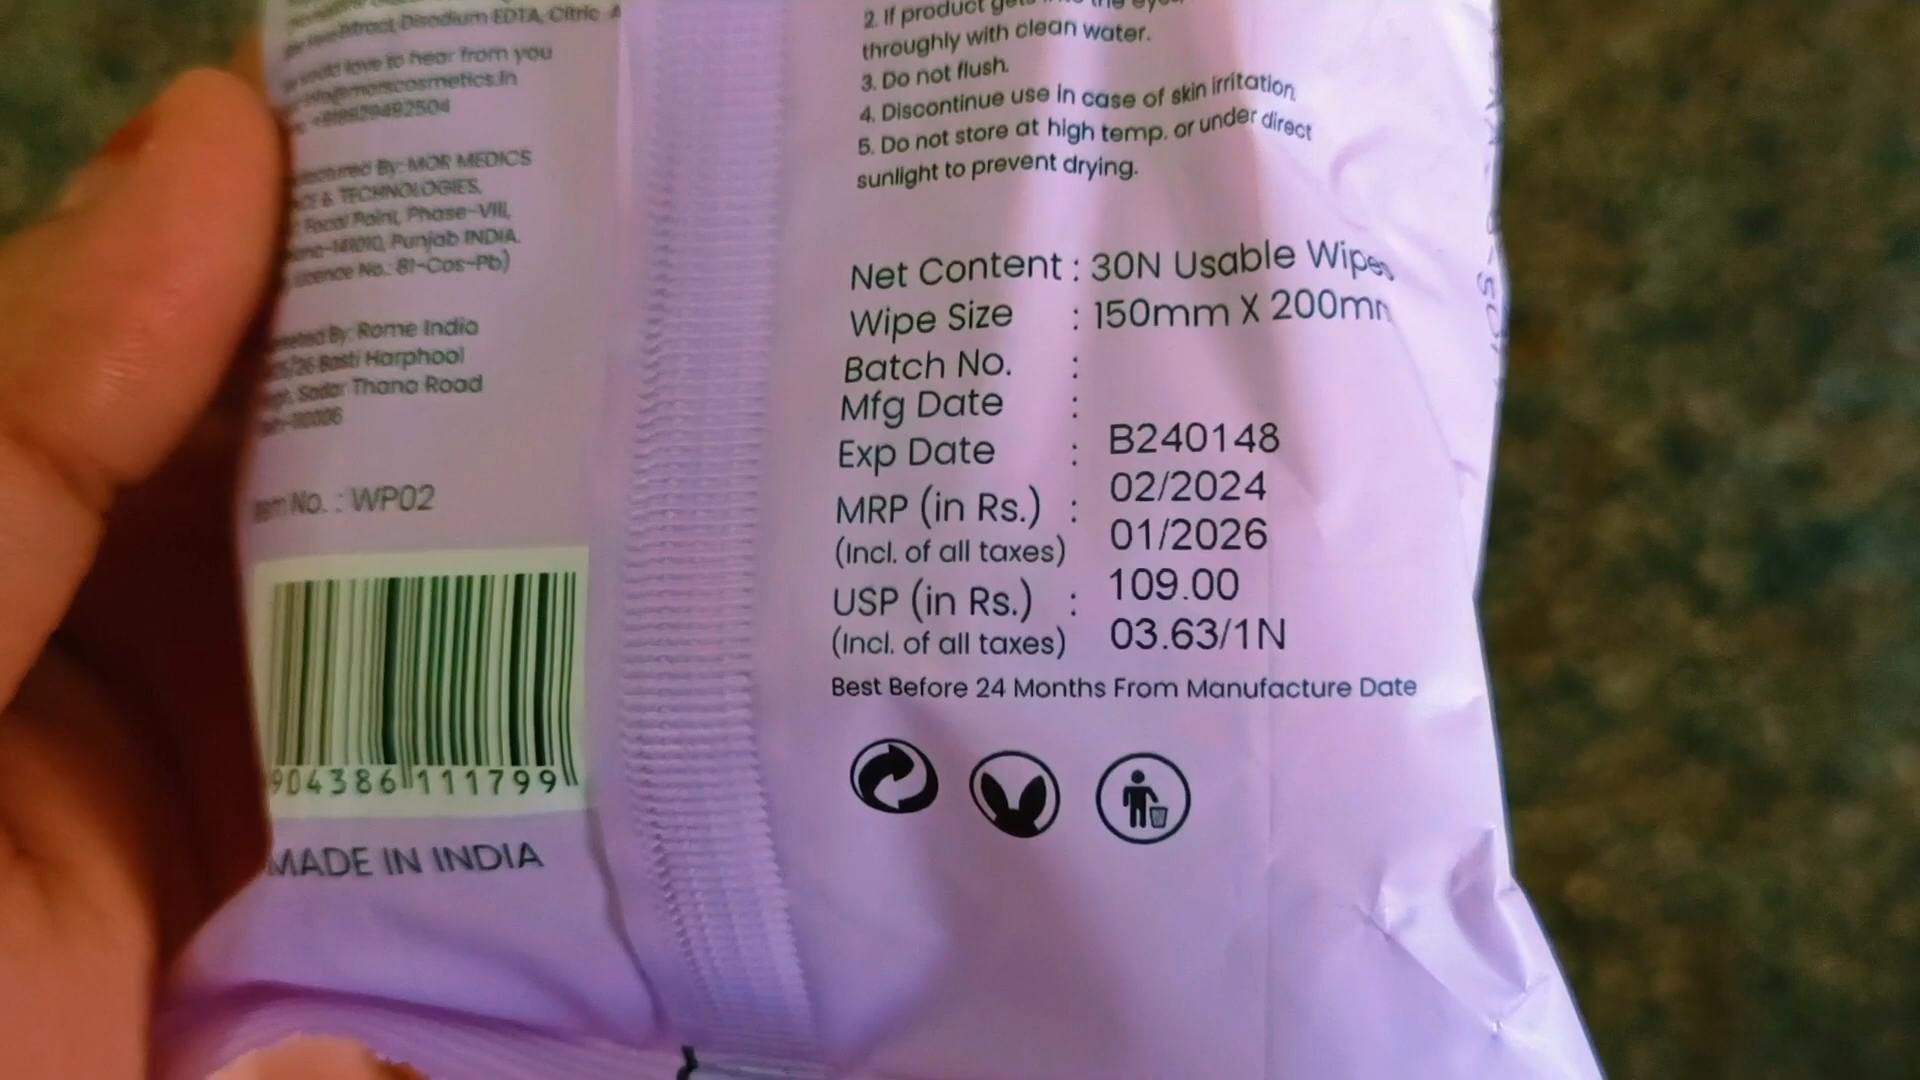 Extract, Disodium EDTA, Citric
would love to hear from you
Manufactured By: MOR MEDICS
& TECHNOLOGIES,
Focal Point, Phase-VIII,
141010, Punjab INDIA.
No.: 81-Cos-Pb)
By: Rome India
Basti Harphool
Sadar Thana Road
No. : WP02
904386 111799
MADE IN INDIA
2. If product gets into the eyes
throughly with clean water.
3. Do not flush.
4. Discontinue use in case of skin irritation.
5. Do not store at high temp. or under direct
sunlight to prevent drying.
Net Content : 30N Usable Wipes
Wipe Size : 150mm X 200mm
Batch No. :
Mfg Date :
Exp Date : B240148
02/2024
MRP (in Rs.) :
01/2026
(Incl. of all taxes)
109.00
USP (in Rs.) :
03.63/1N
(Incl. of all taxes)
Best Before 24 Months From Manufacture Date